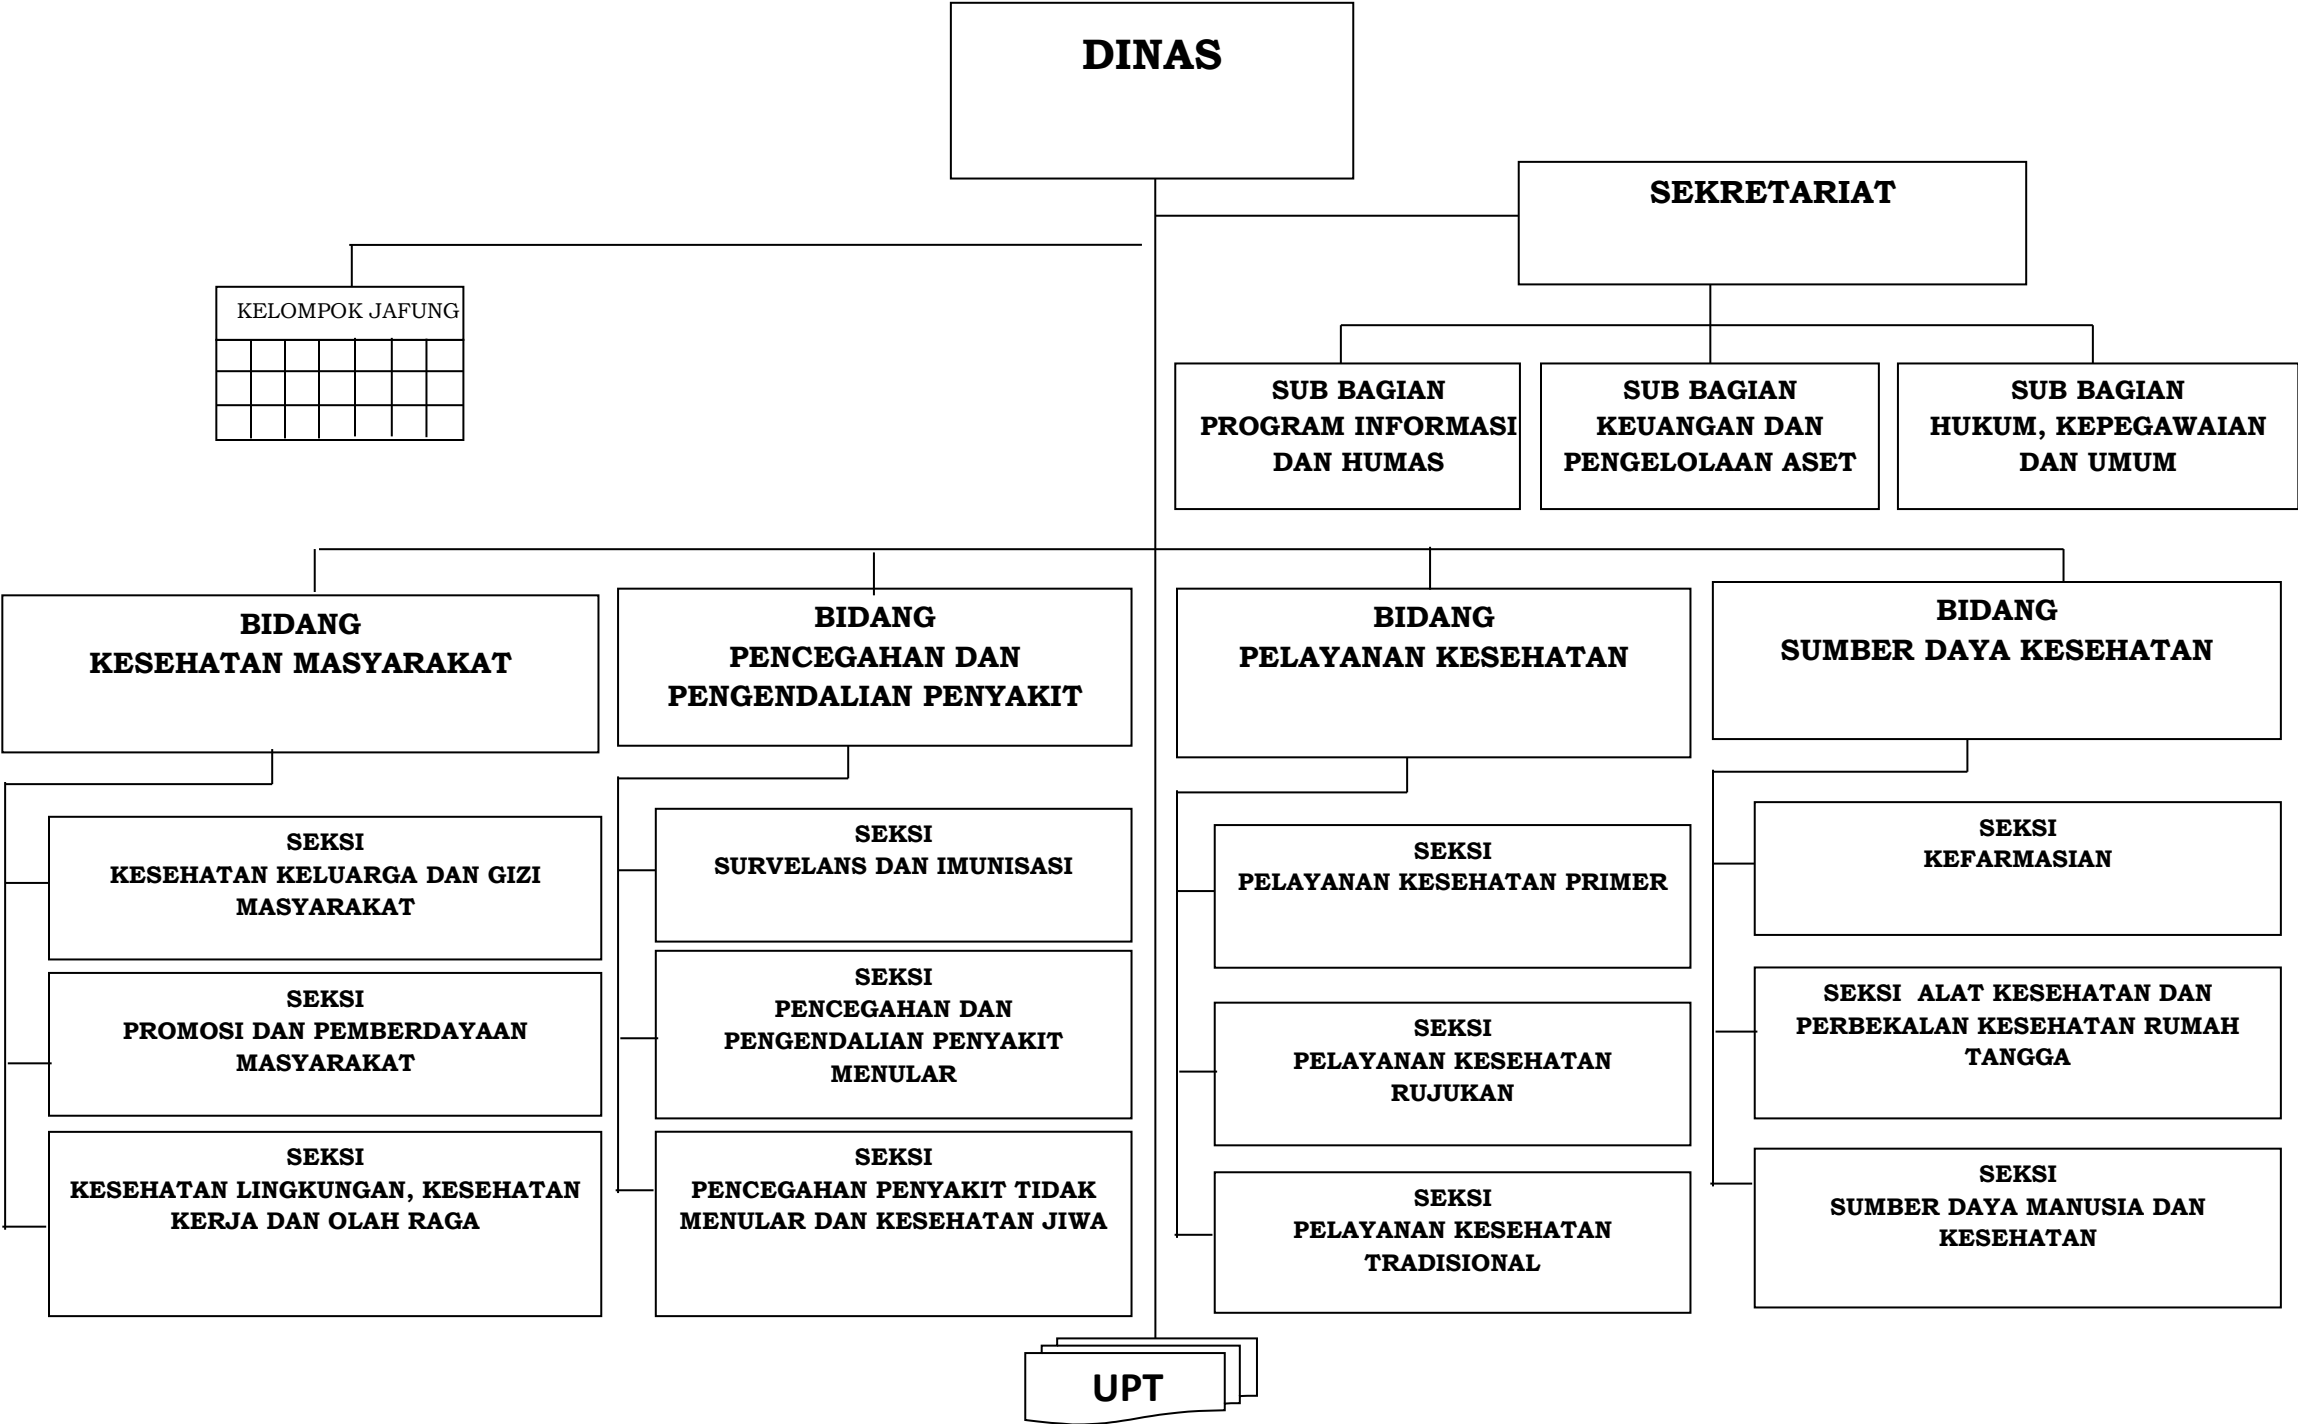 DINAS
SEKRETARIAT
KELOMPOK JAFUNG
SUB BAGIAN
PROGRAM INFORMASI
DAN HUMAS
SUB BAGIAN
KEUANGAN DAN
PENGELOLAAN ASET
SUB BAGIAN
HUKUM, KEPEGAWAIAN
DAN UMUM
BIDANG
KESEHATAN MASYARAKAT
BIDANG
PENCEGAHAN DAN
PENGENDALIAN PENYAKIT
BIDANG
PELAYANAN KESEHATAN
BIDANG
SUMBER DAYA KESEHATAN
SEKSI
KESEHATAN KELUARGA DAN GIZI
MASYARAKAT
SEKSI
PROMOSI DAN PEMBERDAYAAN
MASYARAKAT
SEKSI
KESEHATAN LINGKUNGAN, KESEHATAN
KERJA DAN OLAH RAGA
SEKSI
SURVELANS DAN IMUNISASI
SEKSI
PENCEGAHAN DAN
PENGENDALIAN PENYAKIT
MENULAR
SEKSI
PENCEGAHAN PENYAKIT TIDAK
MENULAR DAN KESEHATAN JIWA
SEKSI
PELAYANAN KESEHATAN PRIMER
SEKSI
PELAYANAN KESEHATAN
RUJUKAN
SEKSI
PELAYANAN KESEHATAN
TRADISIONAL
SEKSI
KEFARMASIAN
SEKSI  ALAT KESEHATAN DAN
PERBEKALAN KESEHATAN RUMAH
TANGGA
SEKSI
SUMBER DAYA MANUSIA DAN
KESEHATAN
UPT